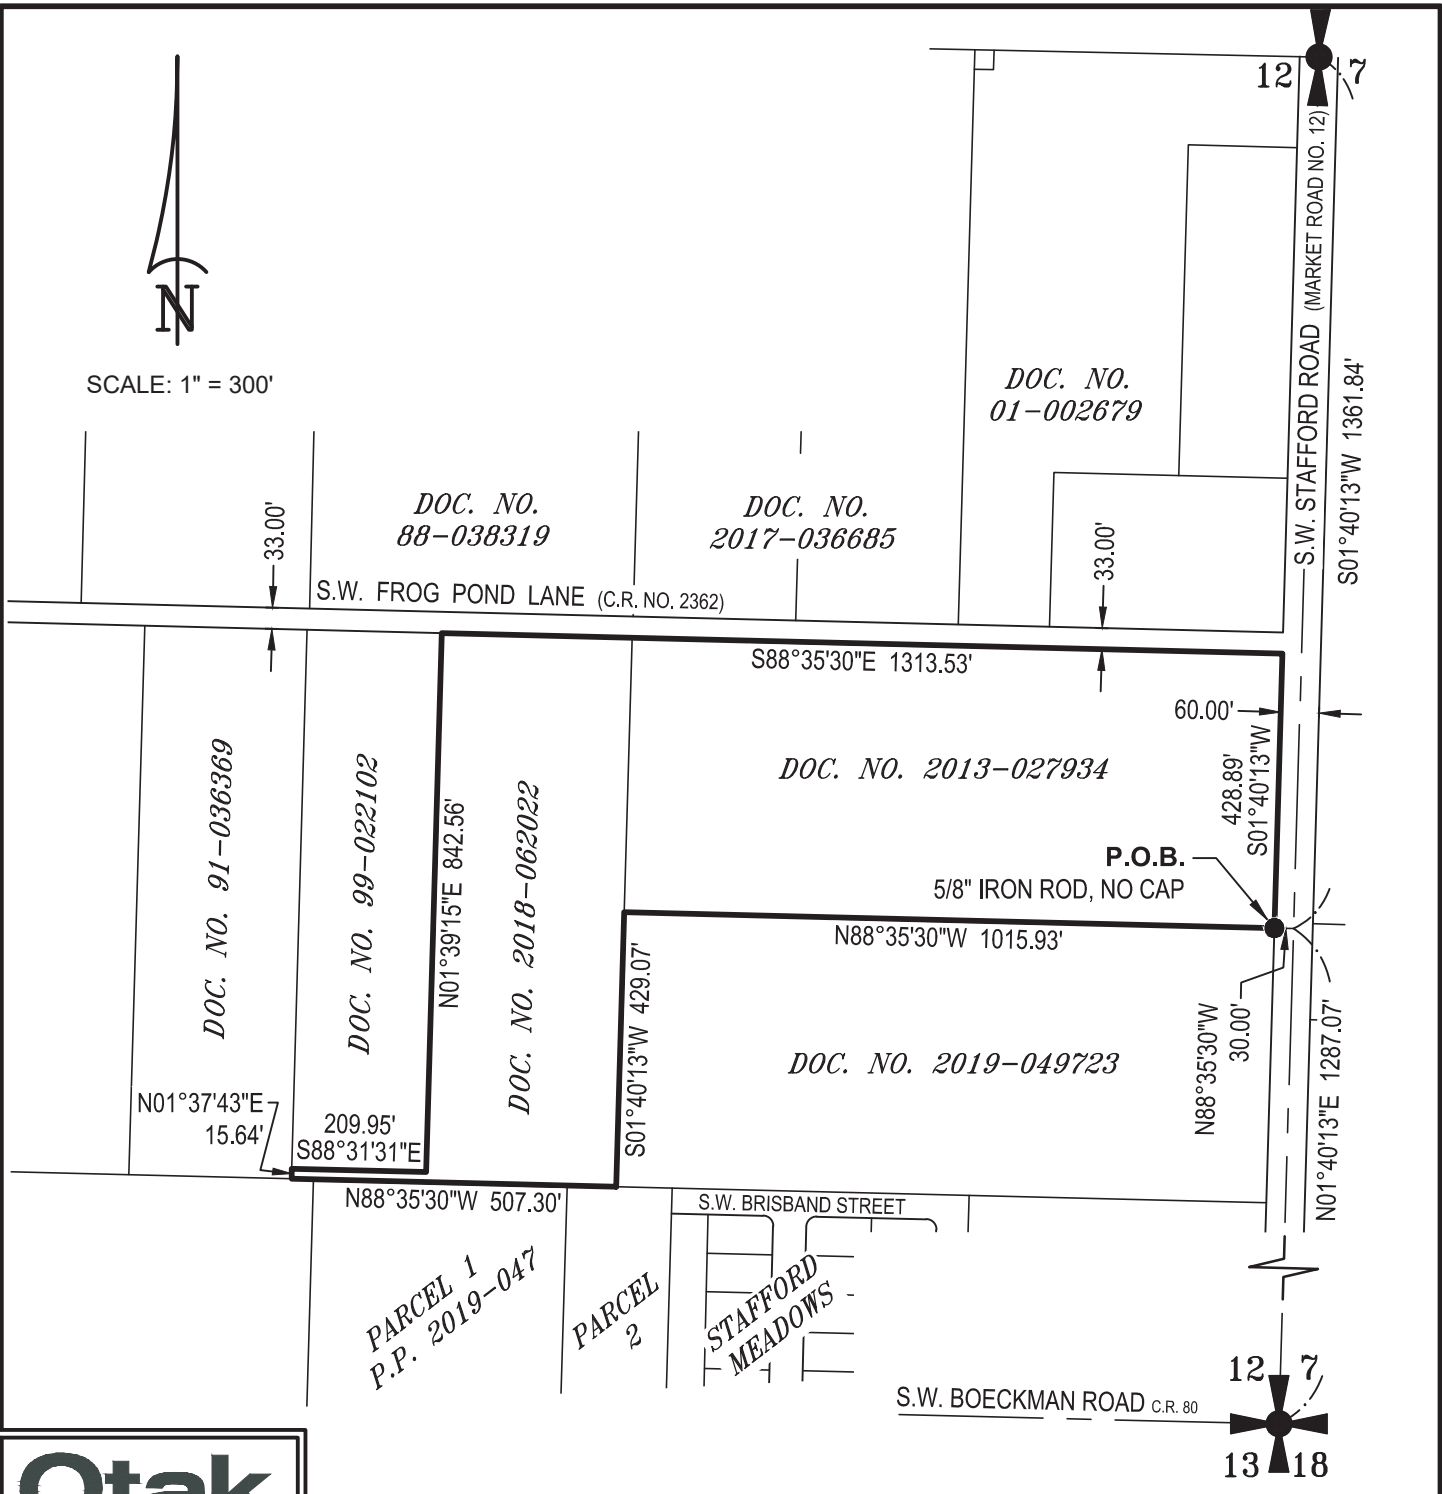 12
7
S.W. STAFFORD ROAD (MARKET ROAD NO. 12)
S01°40'13"W 1361.84'
N
SCALE: 1" = 300'
DOC. NO.
01-002679
DOC. NO.
88-038319
DOC. NO.
2017-036685
33.00'
33.00'
S.W. FROG POND LANE (C.R. NO. 2362)
S88°35'30"E 1313.53'
60.00'
428.89'
S01°40'13"W
DOC. NO. 91-036369
DOC. NO. 99-022102
N01°39'15"E 842.56'
DOC. NO. 2018-062022
DOC. NO. 2013-027934
P.O.B.
5/8" IRON ROD, NO CAP
N88°35'30"W 1015.93'
S01°40'13"W 429.07'
DOC. NO. 2019-049723
N88°35'30"W
30.00'
N01°40'13"E 1287.07'
N01°37'43"E
15.64'
209.95'
S88°31'31"E
N88°35'30"W 507.30'
S.W. BRISBAND STREET
PARCEL 1
P.P. 2019-047
PARCEL
2
STAFFORD
MEADOWS
S.W. BOECKMAN ROAD C.R. 80
12 7
13 18
Otak